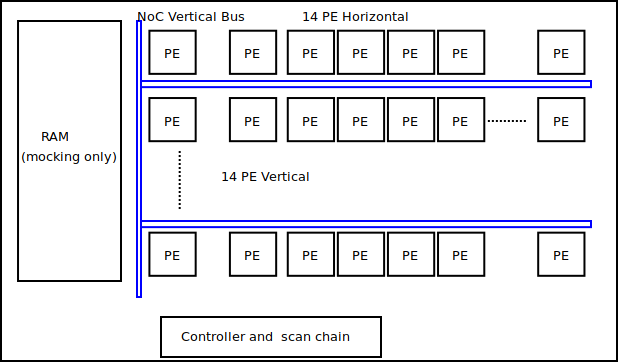 NoC Vertical Bus 14 PE Horizontal
PE PE PE PE PE PE PE
PE PE PE PE PE PE PE
RAM
(mocking only)
14 PE Vertical
PE PE PE PE PE PE PE
Controller and  scan chain